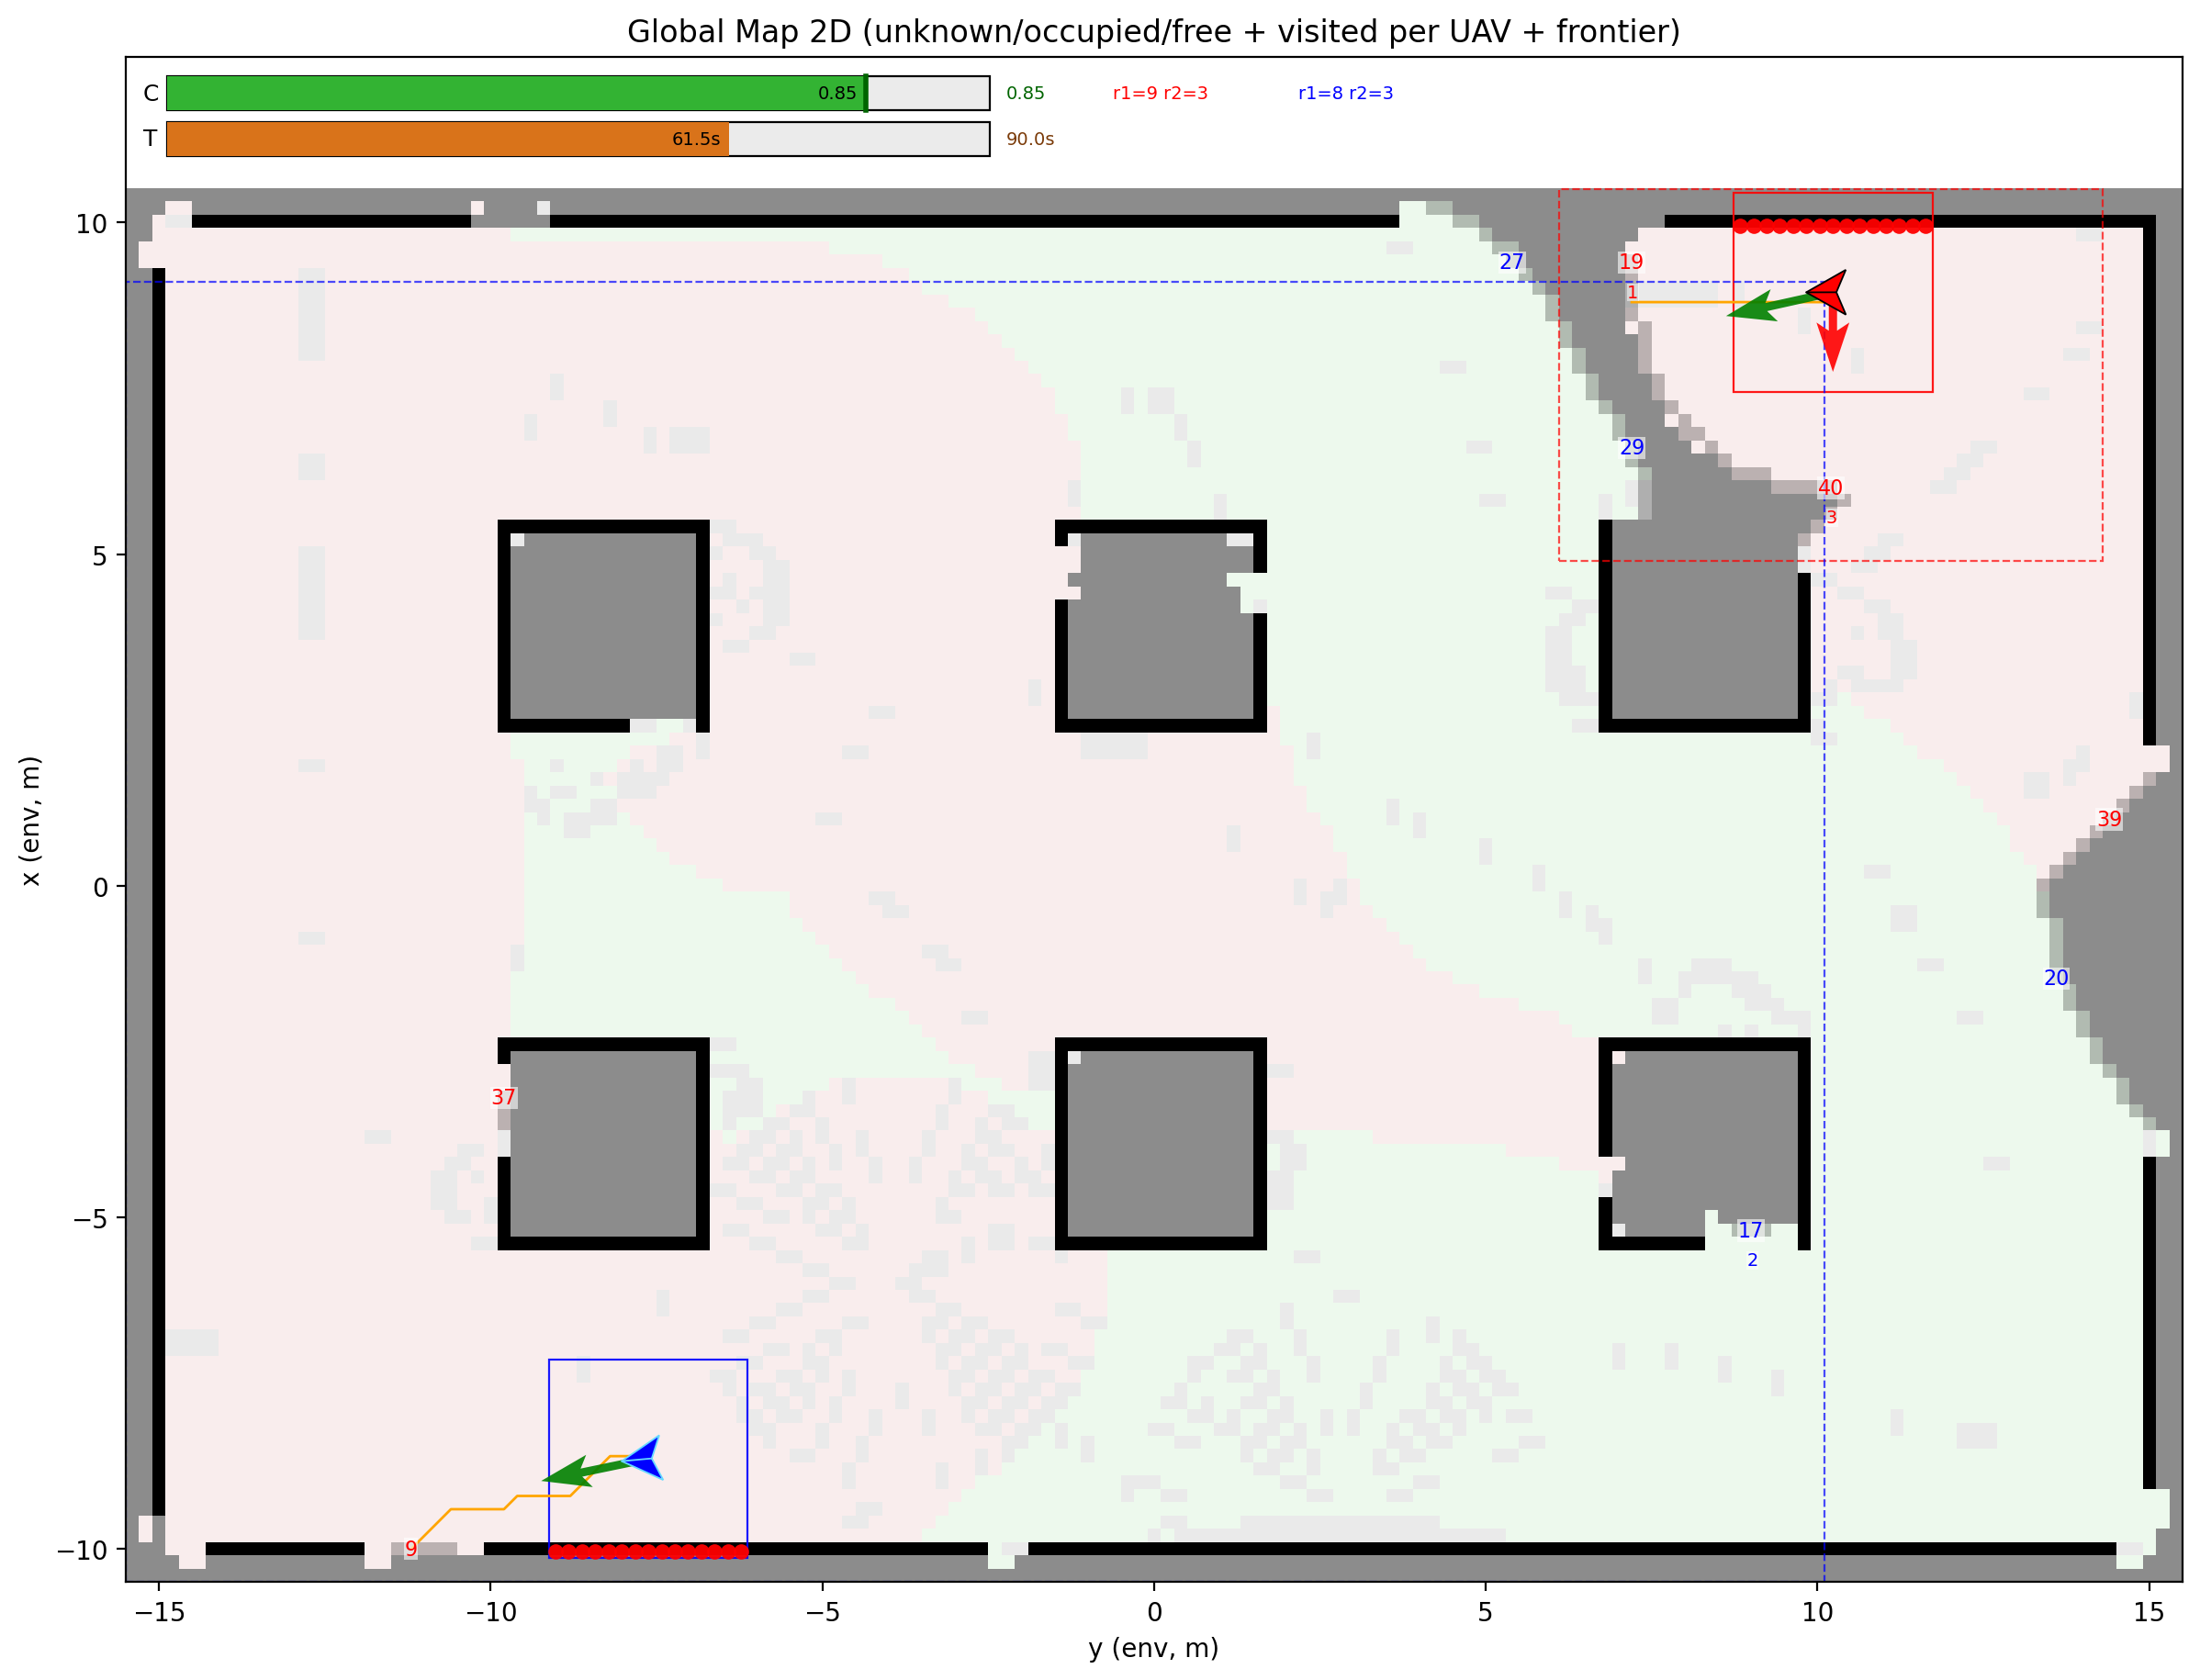 Global Map 2D (unknown/occupied/free + visited per UAV + frontier)
C 0.85 0.85 r1=9 r2=3 r1=8 r2=3
T 61.5s 90.0s
10
27 19
1
29
40
3
5
39
0
20
37
−5
17
2
9
−10
−15 −10 −5 0 5 10 15
y (env, m)
x (env, m)